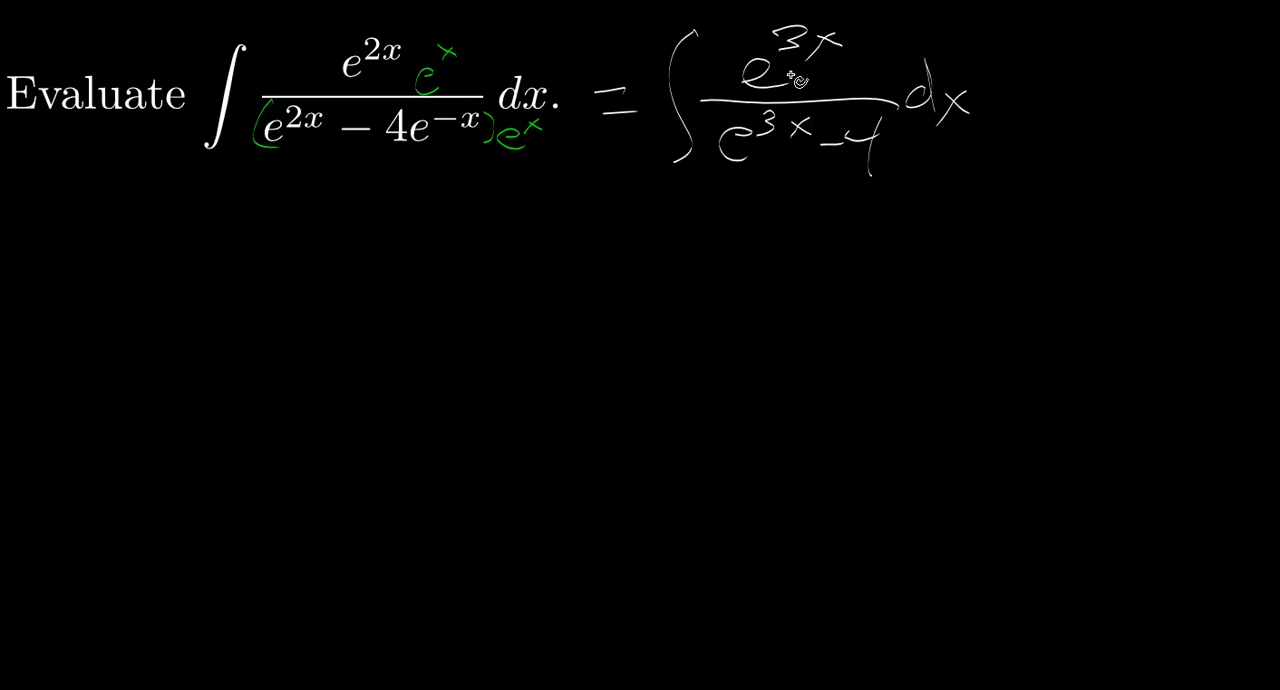 Evaluate ∫ e^{2x} e^x / (e^{2x} − 4e^{−x}) e^x dx. = ∫ e^{3x} / e^{3x} − 4 dx